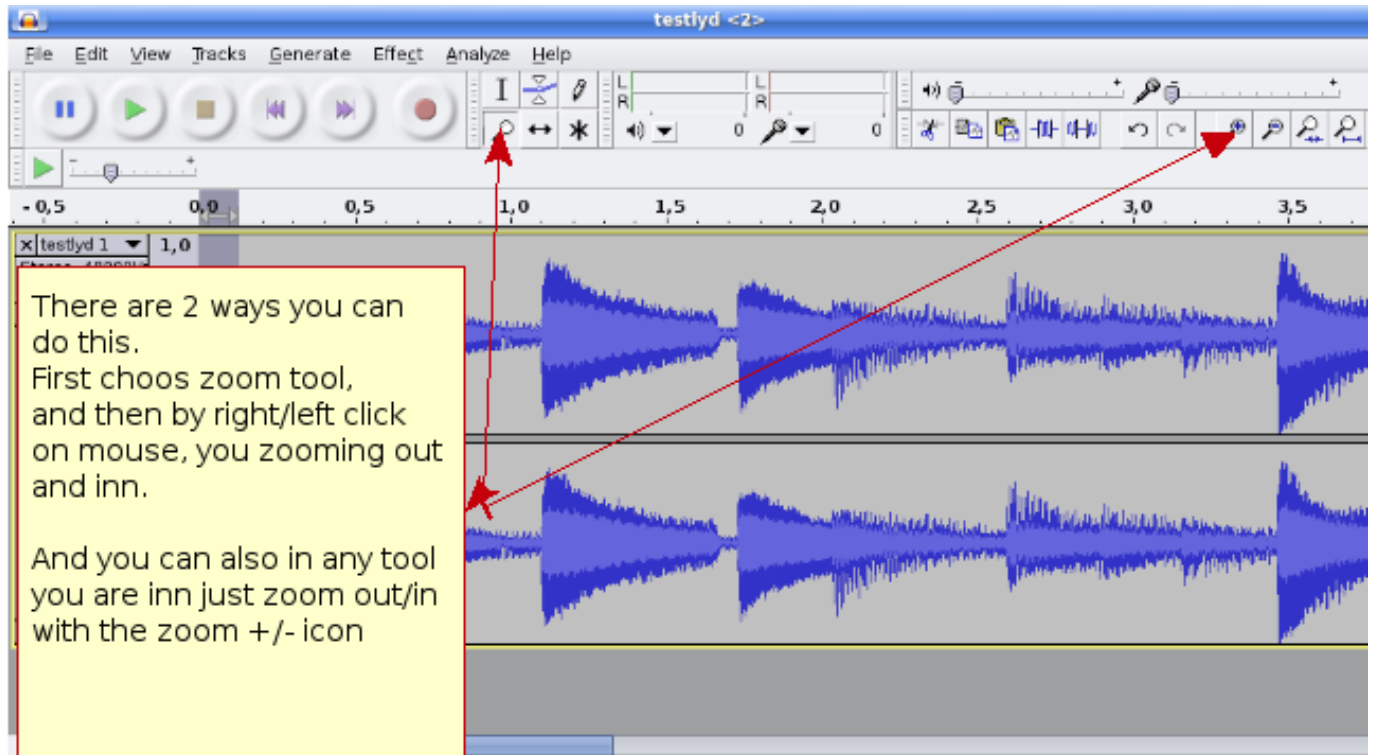 testlyd <2>
File Edit View Tracks Generate Effect Analyze Help
L
R
L
R
0
0
- 0,5 0,0 0,5 1,0 1,5 2,0 2,5 3,0 3,5
testlyd 1 1,0
There are 2 ways you can
do this.
First choos zoom tool,
and then by right/left click
on mouse, you zooming out
and inn.
And you can also in any tool
you are inn just zoom out/in
with the zoom +/- icon